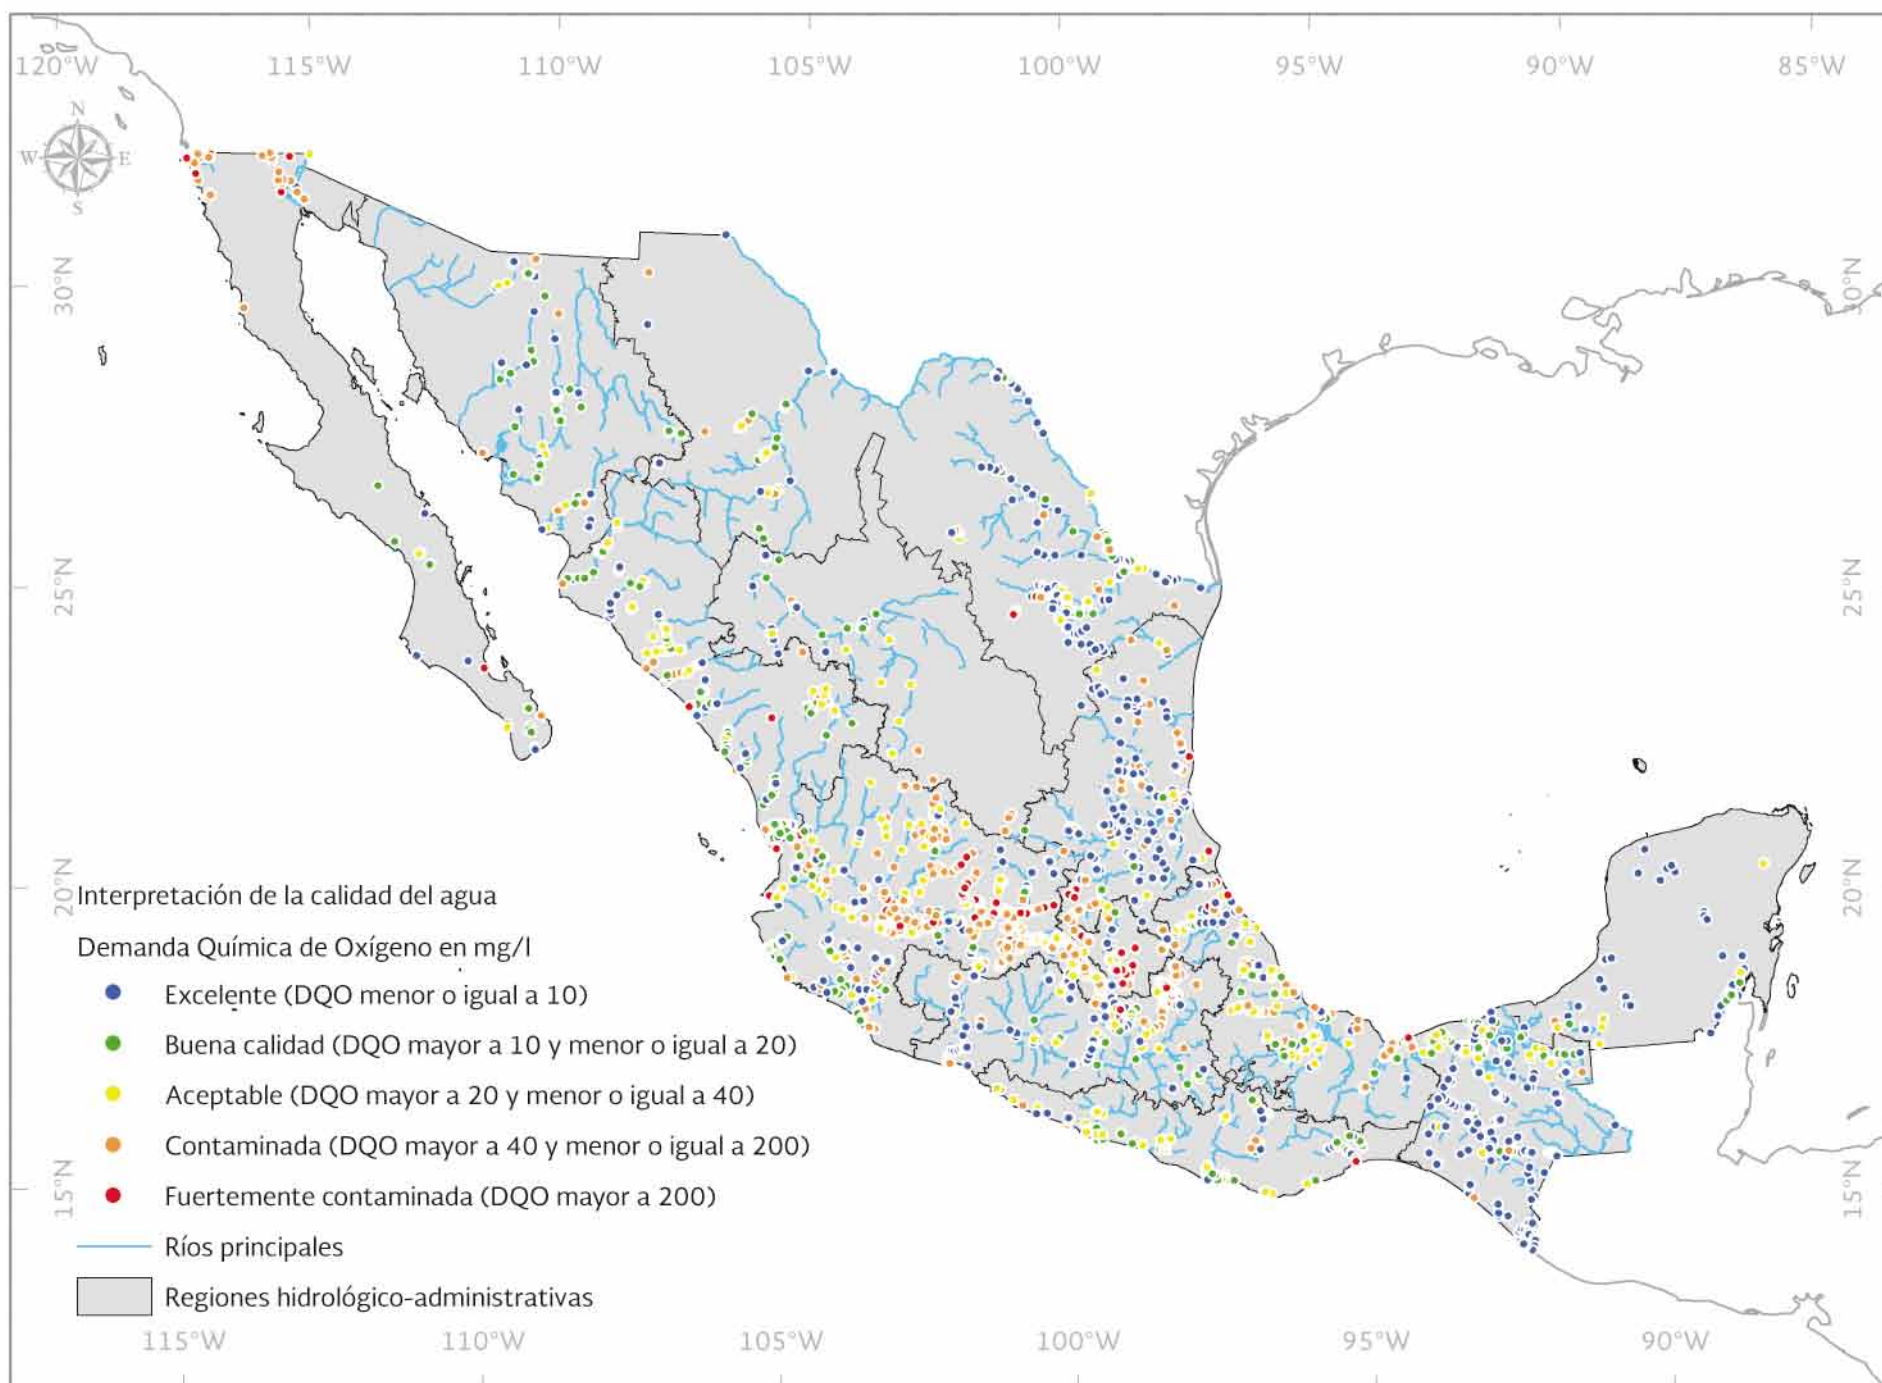 120°W 115°W 110°W 105°W 100°W 95°W 90°W 85°W
N
W E
S
30°N 30°N
25°N 25°N
20°N 20°N
15°N 15°N
Interpretación de la calidad del agua
Demanda Química de Oxígeno en mg/l
Excelente (DQO menor o igual a 10)
Buena calidad (DQO mayor a 10 y menor o igual a 20)
Aceptable (DQO mayor a 20 y menor o igual a 40)
Contaminada (DQO mayor a 40 y menor o igual a 200)
Fuertemente contaminada (DQO mayor a 200)
Ríos principales
Regiones hidrológico-administrativas
115°W 110°W 105°W 100°W 95°W 90°W